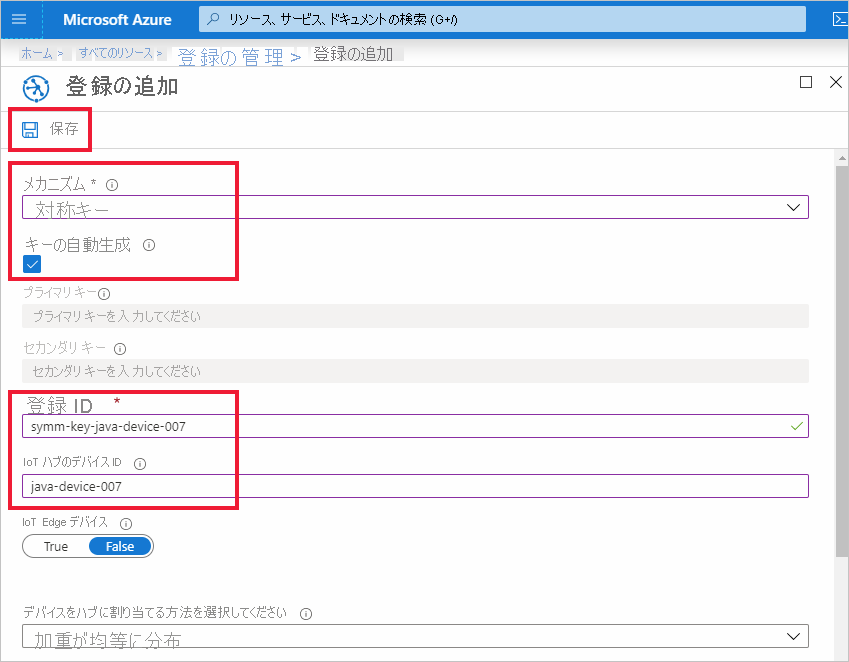 Microsoft Azure リソース、サービス、ドキュメントの検索 (G+/)
ホーム > すべてのリソース > 登録の管理 > 登録の追加
登録の追加
保存
メカニズム *
対称キー
キーの自動生成
プライマリ キー
プライマリ キーを入力してください
セカンダリ キー
セカンダリ キーを入力してください
登録 ID *
symm-key-java-device-007
IoT ハブのデバイス ID
java-device-007
IoT Edge デバイス
True False
デバイスをハブに割り当てる方法を選択してください
加重が均等に分布